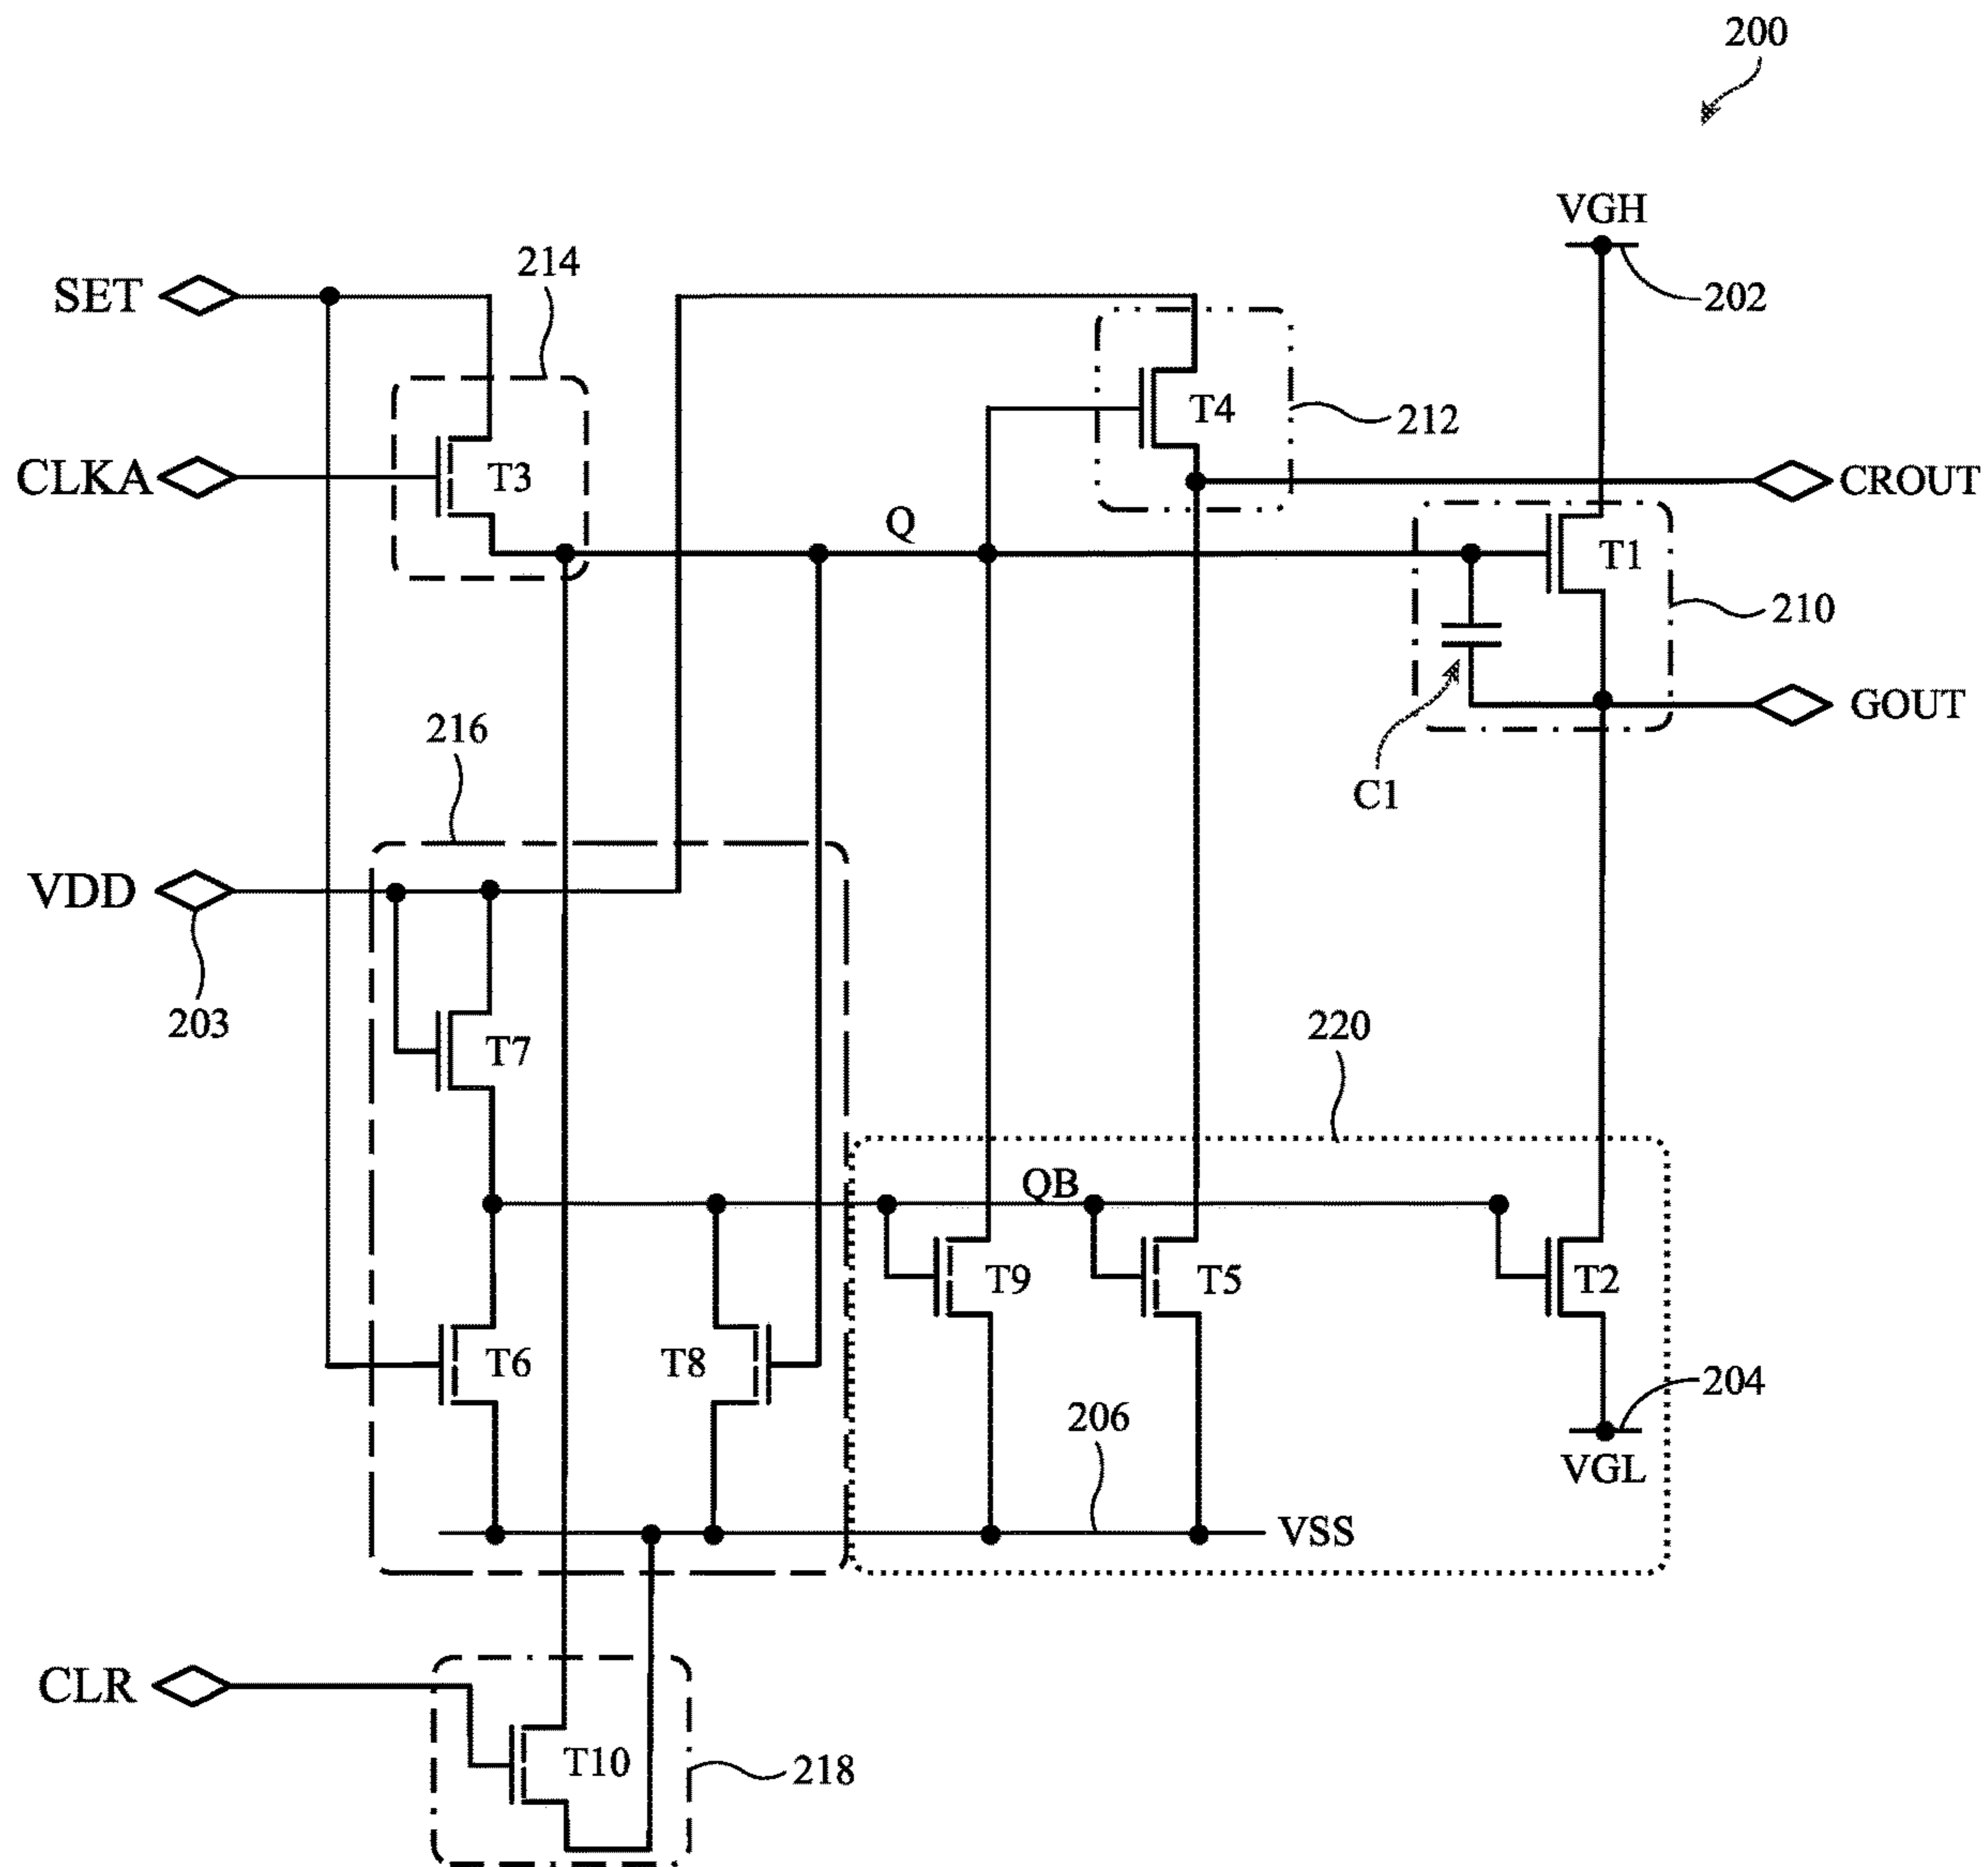 200
VGH
202
214
SET
T4
212
CLKA
T3
CROUT
Q
T1
210
GOUT
C1
216
VDD
203
T7
220
QB
T9
T5
T2
T6
T8
204
206
VGL
VSS
CLR
T10
218